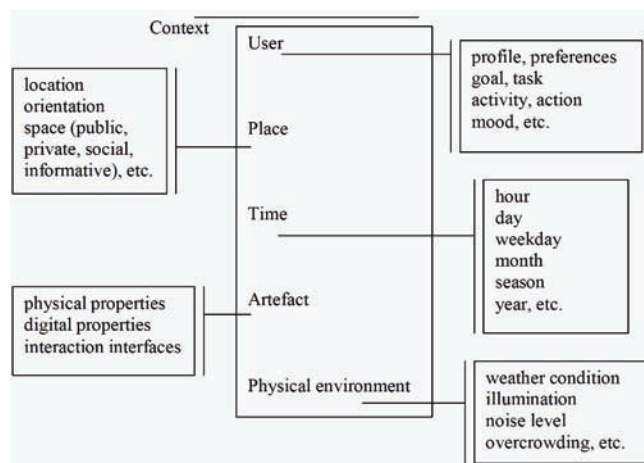 Context
User
profile, preferences
goal, task
activity, action
mood, etc.
location
orientation
space (public,
private, social,
informative), etc.
Place
Time
hour
day
weekday
month
season
year, etc.
Artefact
physical properties
digital properties
interaction interfaces
Physical environment
weather condition
illumination
noise level
overcrowding, etc.